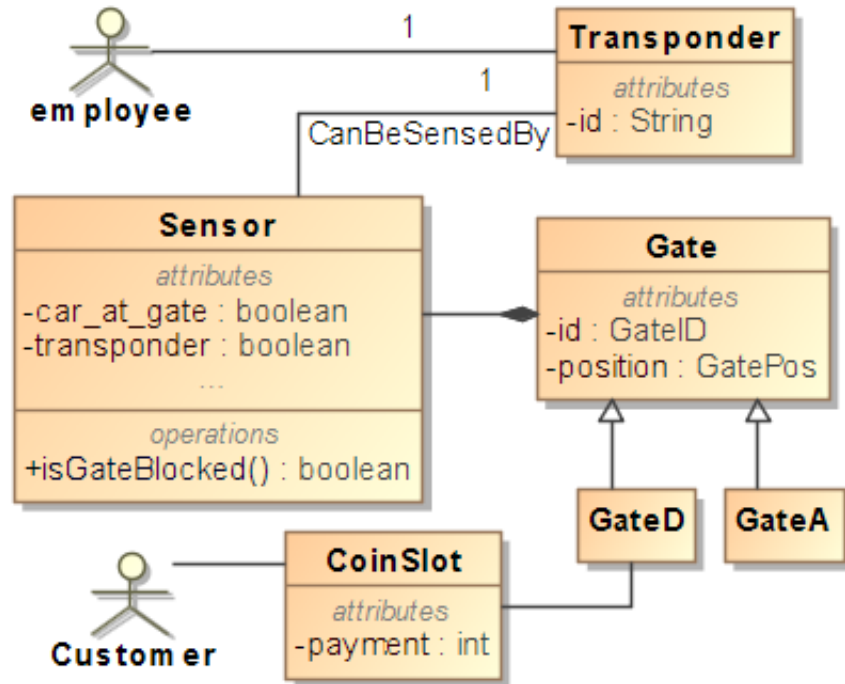 employee
1
Transponder
attributes
-id : String
1
CanBeSensedBy
Sensor
attributes
-car_at_gate : boolean
-transponder : boolean
...
operations
+isGateBlocked() : boolean
Gate
attributes
-id : GateID
-position : GatePos
GateD
GateA
CoinSlot
attributes
-payment : int
Customer